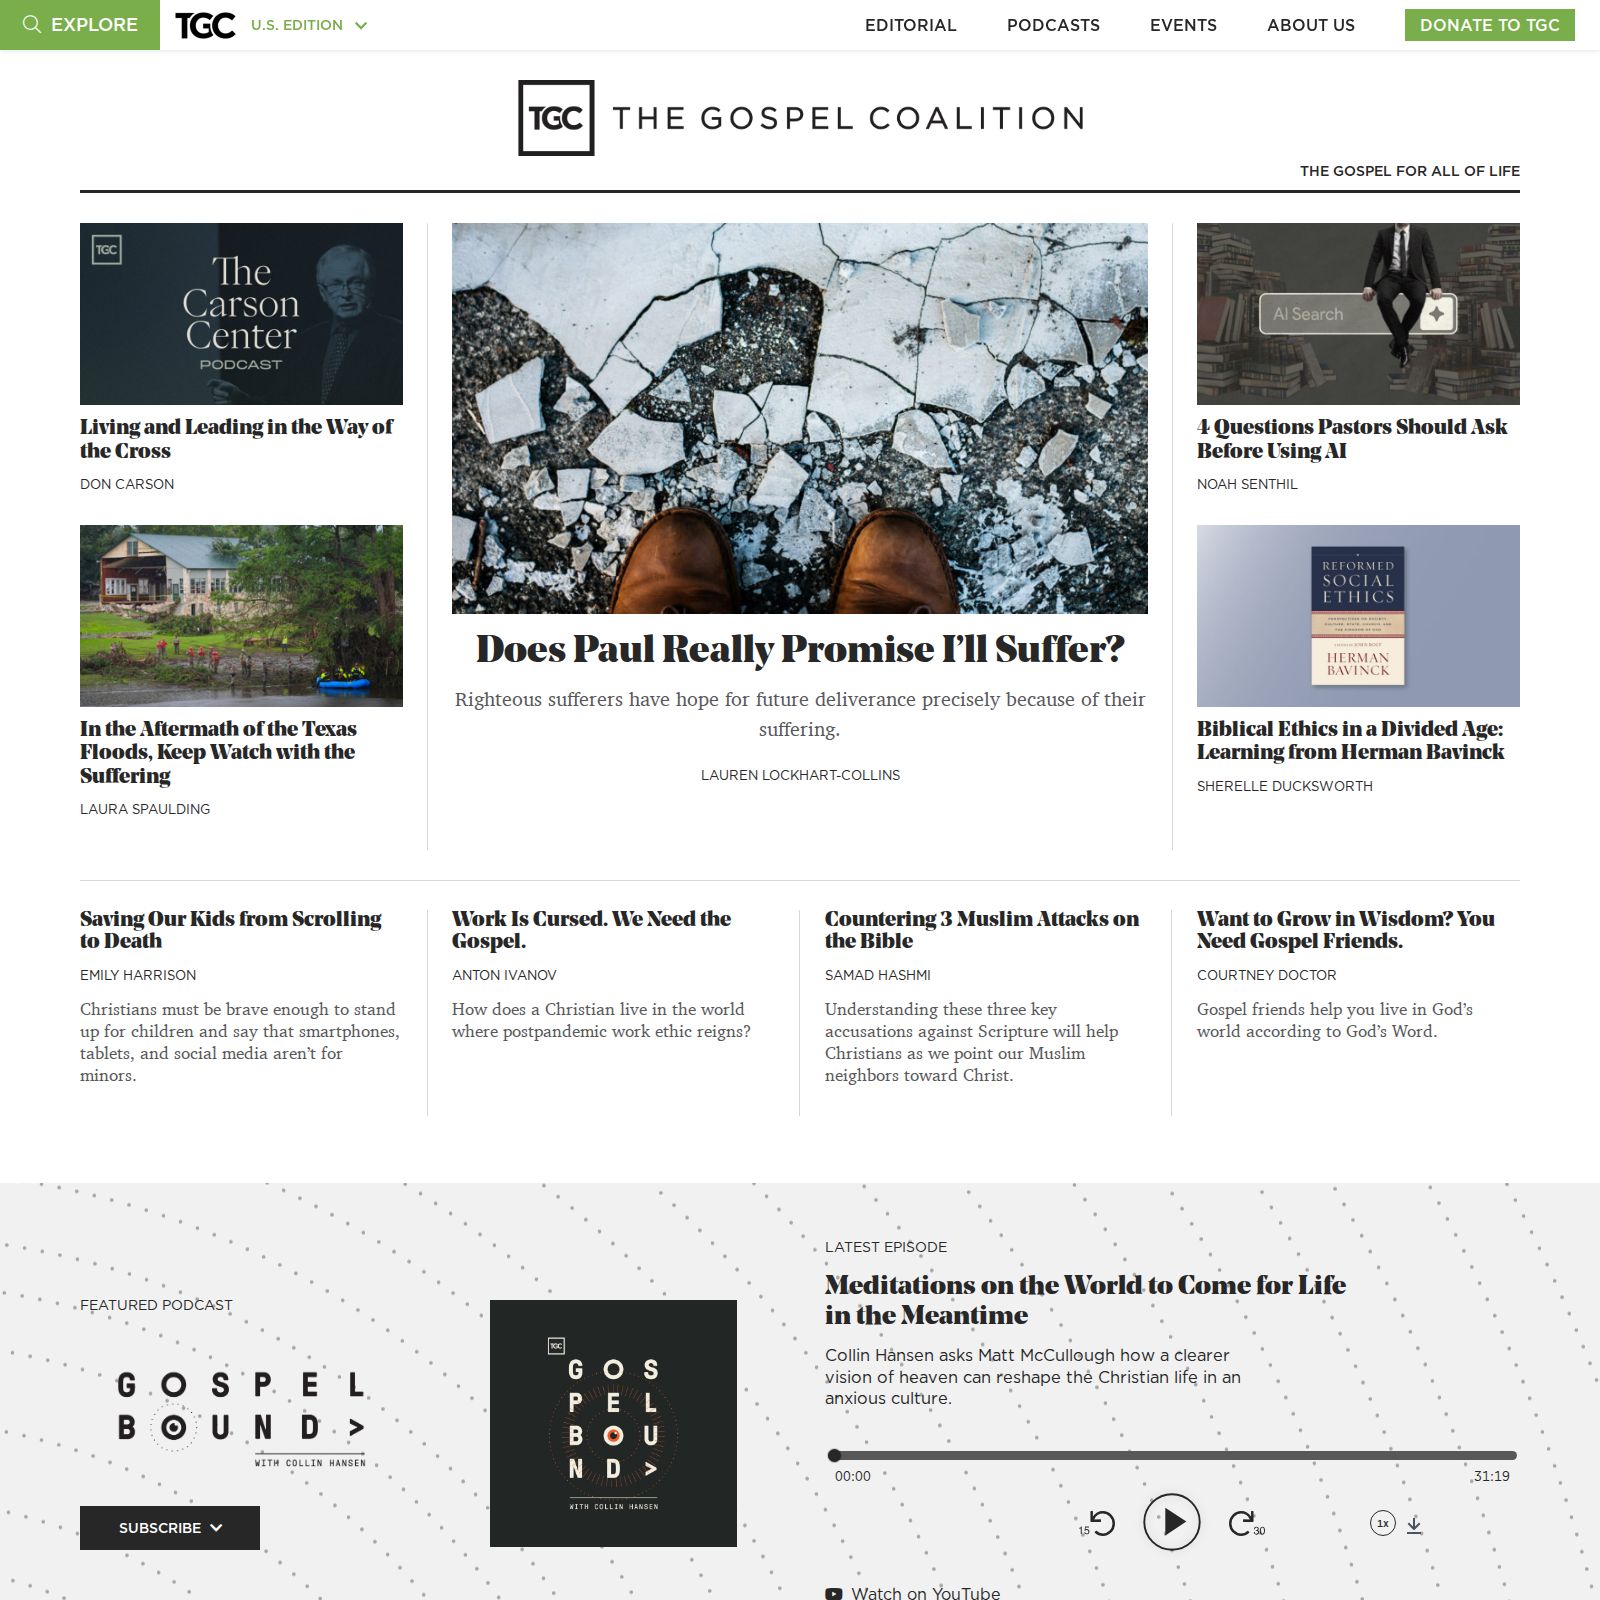 EXPLORE
TGC
U.S. EDITION
EDITORIAL
PODCASTS
EVENTS
ABOUT US
DONATE TO TGC
TGC THE GOSPEL COALITION
THE GOSPEL FOR ALL OF LIFE
TGC
The
Carson
Center
PODCAST
Living and Leading in the Way of
the Cross
DON CARSON
In the Aftermath of the Texas
Floods, Keep Watch with the
Suffering
LAURA SPAULDING
Does Paul Really Promise I’ll Suffer?
Righteous sufferers have hope for future deliverance precisely because of their
suffering.
LAUREN LOCKHART-COLLINS
AI Search
4 Questions Pastors Should Ask
Before Using AI
NOAH SENTHIL
REFORMED
SOCIAL
ETHICS
HERMAN
BAVINCK
Biblical Ethics in a Divided Age:
Learning from Herman Bavinck
SHERELLE DUCKSWORTH
Saving Our Kids from Scrolling
to Death
EMILY HARRISON
Christians must be brave enough to stand
up for children and say that smartphones,
tablets, and social media aren’t for
minors.
Work Is Cursed. We Need the
Gospel.
ANTON IVANOV
How does a Christian live in the world
where postpandemic work ethic reigns?
Countering 3 Muslim Attacks on
the Bible
SAMAD HASHMI
Understanding these three key
accusations against Scripture will help
Christians as we point our Muslim
neighbors toward Christ.
Want to Grow in Wisdom? You
Need Gospel Friends.
COURTNEY DOCTOR
Gospel friends help you live in God’s
world according to God’s Word.
FEATURED PODCAST
GOSPEL
BOUND>
WITH COLLIN HANSEN
SUBSCRIBE
TGC
GOS
PEL
BOU
ND>
WITH COLLIN HANSEN
LATEST EPISODE
Meditations on the World to Come for Life
in the Meantime
Collin Hansen asks Matt McCullough how a clearer
vision of heaven can reshape the Christian life in an
anxious culture.
00:00
31:19
15
30
1x
Watch on YouTube